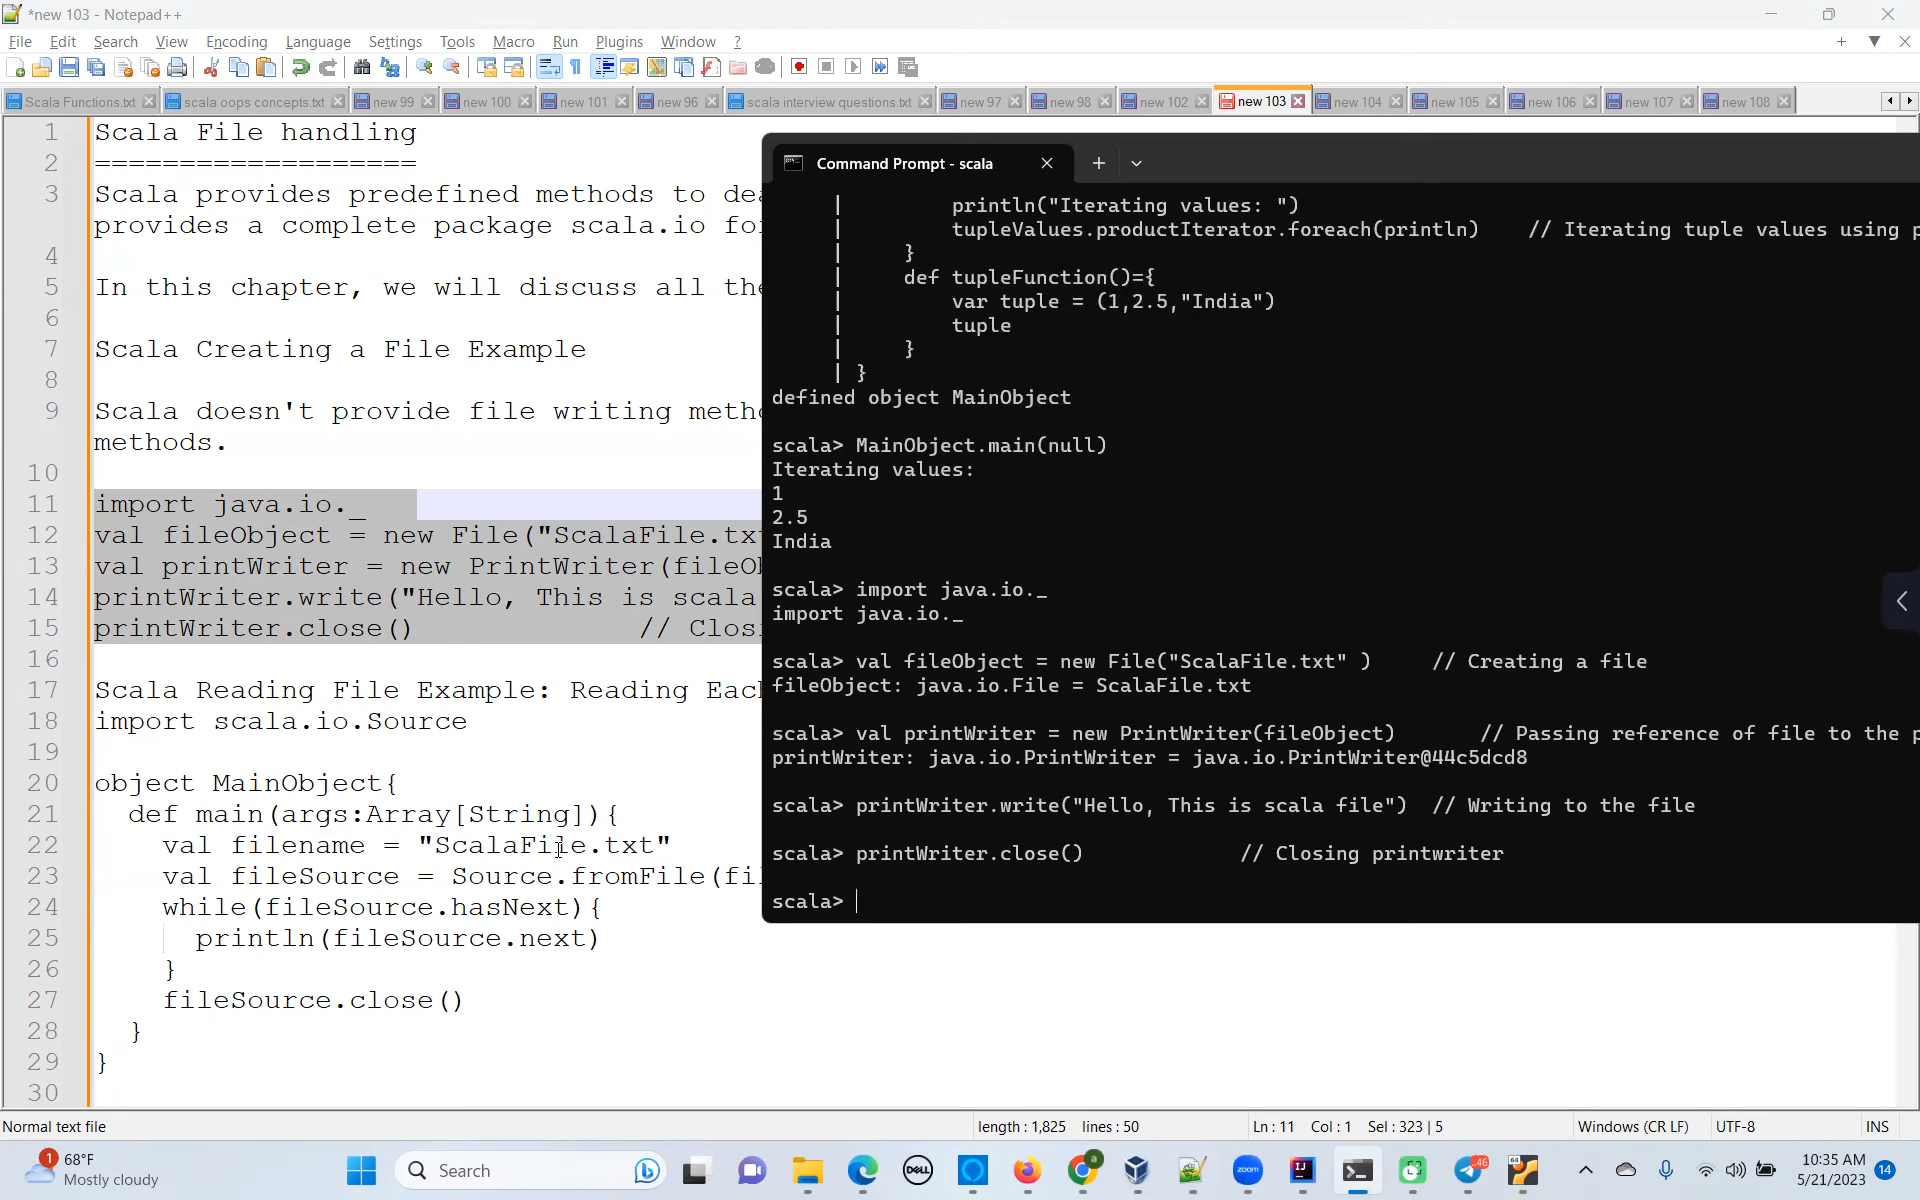 *new 103 - Notepad++
File Edit Search View Encoding Language Settings Tools Macro Run Plugins Window ?
Scala Functions.txt scala oops concepts.txt new 99 new 100 new 101 new 96 scala interview questions.txt new 97 new 98 new 102 new 103 new 104 new 105 new 106 new 107 new 108
1 Scala File handling
2 ===================
3 Scala provides predefined methods to
provides a complete package scala.io
4
5 In this chapter, we will discuss all
6
7 Scala Creating a File Example
8
9 Scala doesn't provide file writing
methods.
10
11 import java.io._
12 val fileObject = new File("ScalaFile.tx
13 val printWriter = new PrintWriter(fileO
14 printWriter.write("Hello, This is scala
15 printWriter.close() // Closi
16
17 Scala Reading File Example: Reading Eac
18 import scala.io.Source
19
20 object MainObject{
21 def main(args:Array[String]){
22 val filename = "ScalaFile.txt"
23 val fileSource = Source.fromFile(fil
24 while(fileSource.hasNext){
25 println(fileSource.next)
26 }
27 fileSource.close()
28 }
29 }
30
Command Prompt - scala
| println("Iterating values: ")
| tupleValues.productIterator.foreach(println) // Iterating tuple values using p
| }
| def tupleFunction()={
| var tuple = (1,2.5,"India")
| tuple
| }
| }
defined object MainObject
scala> MainObject.main(null)
Iterating values:
1
2.5
India
scala> import java.io._
import java.io._
scala> val fileObject = new File("ScalaFile.txt" ) // Creating a file
fileObject: java.io.File = ScalaFile.txt
scala> val printWriter = new PrintWriter(fileObject) // Passing reference of file to the p
printWriter: java.io.PrintWriter = java.io.PrintWriter@44c5dcd8
scala> printWriter.write("Hello, This is scala file") // Writing to the file
scala> printWriter.close() // Closing printwriter
scala>
Normal text file length : 1,825 lines : 50 Ln : 11 Col : 1 Sel : 323 | 5 Windows (CR LF) UTF-8 INS
1 68°F
Mostly cloudy
Search
DELL
zoom
IJ
46
64
10:35 AM
5/21/2023
14